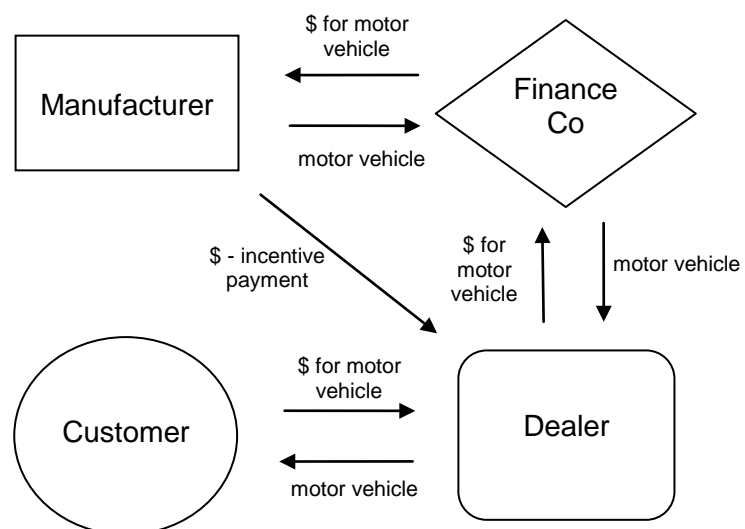 $ for motor
vehicle
Manufacturer
Finance
Co
motor vehicle
$ - incentive
payment
$ for
motor
vehicle
motor vehicle
$ for motor
vehicle
Customer
Dealer
motor vehicle